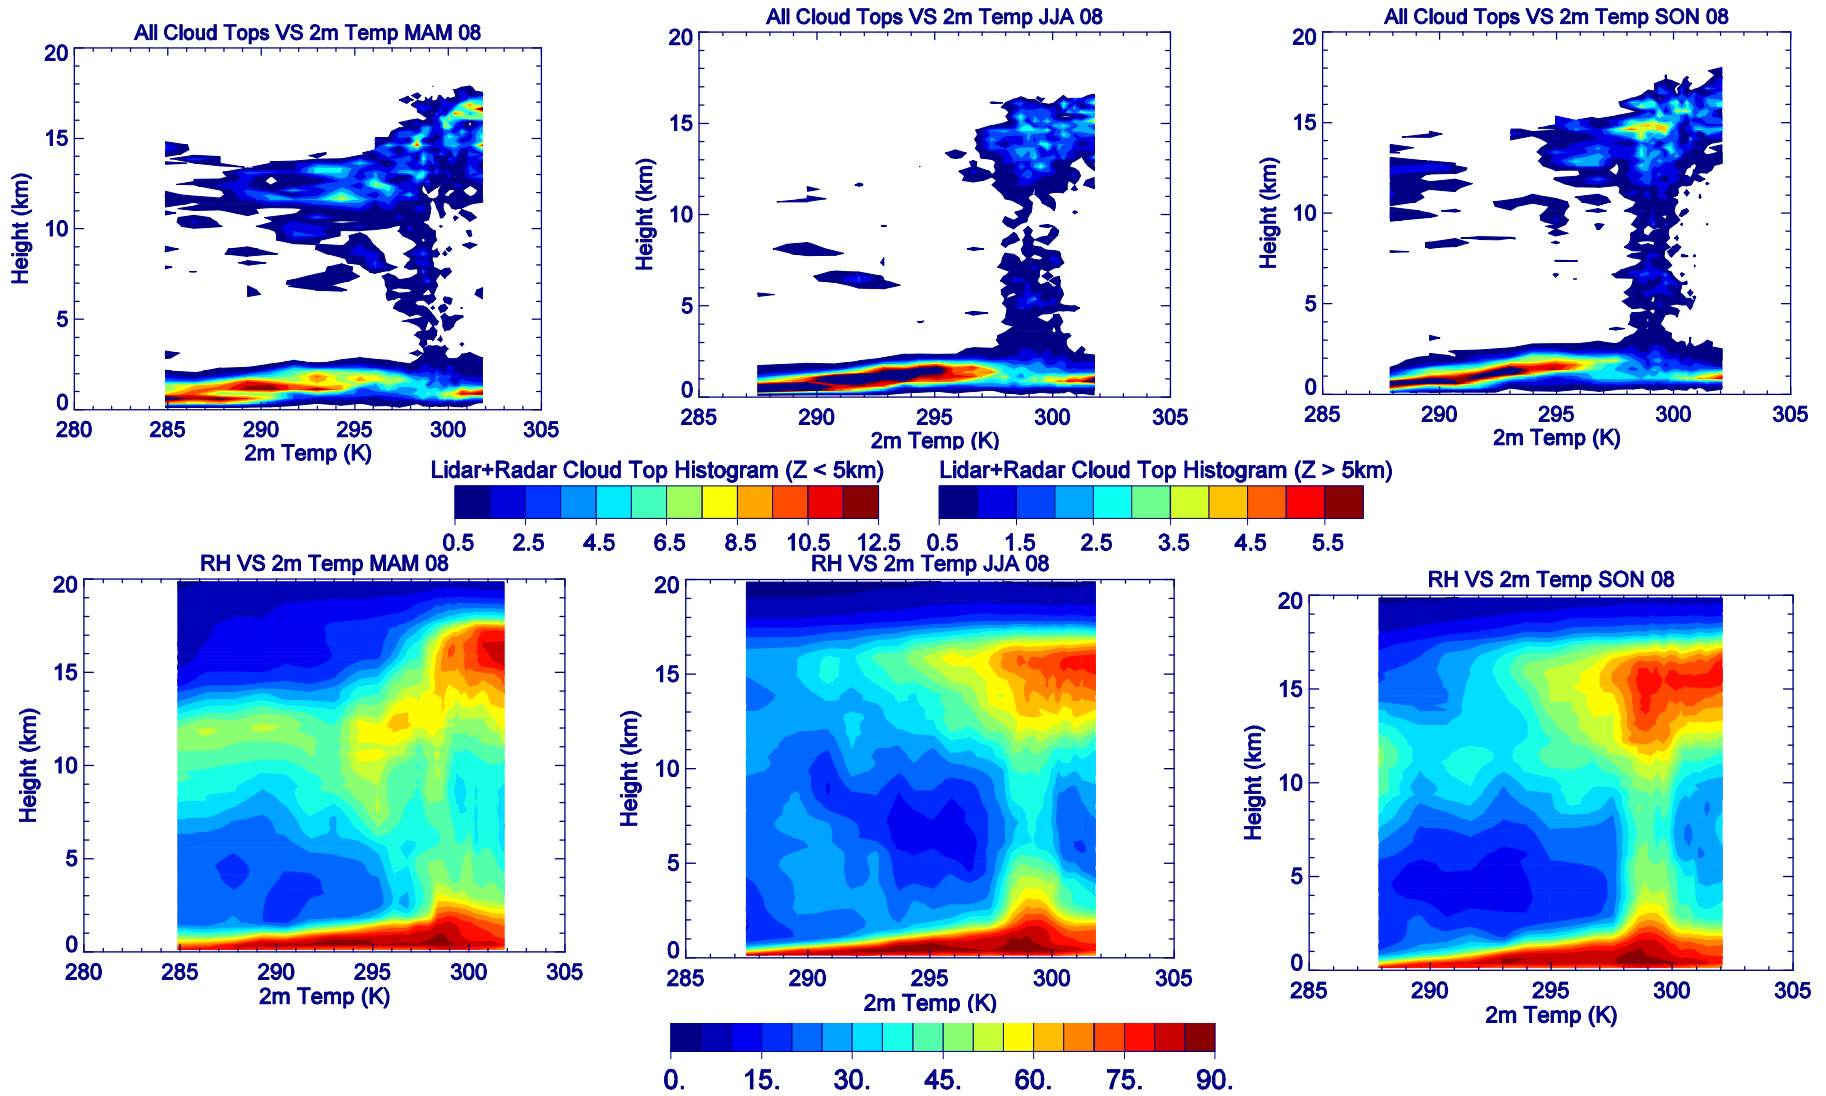 All Cloud Tops VS 2m Temp MAM 08
All Cloud Tops VS 2m Temp JJA 08
All Cloud Tops VS 2m Temp SON 08
20
15
10
5
0
Height (km)
280 285 290 295 300 305
2m Temp (K)
20
15
10
5
0
Height (km)
285 290 295 300 305
2m Temp (K)
20
15
10
5
0
Height (km)
285 290 295 300 305
2m Temp (K)
Lidar+Radar Cloud Top Histogram (Z < 5km)
0.5 2.5 4.5 6.5 8.5 10.5 12.5
Lidar+Radar Cloud Top Histogram (Z > 5km)
0.5 1.5 2.5 3.5 4.5 5.5
RH VS 2m Temp MAM 08
RH VS 2m Temp JJA 08
RH VS 2m Temp SON 08
20
15
10
5
0
Height (km)
280 285 290 295 300 305
2m Temp (K)
20
15
10
5
0
Height (km)
285 290 295 300 305
2m Temp (K)
20
15
10
5
0
Height (km)
285 290 295 300 305
2m Temp (K)
0. 15. 30. 45. 60. 75. 90.